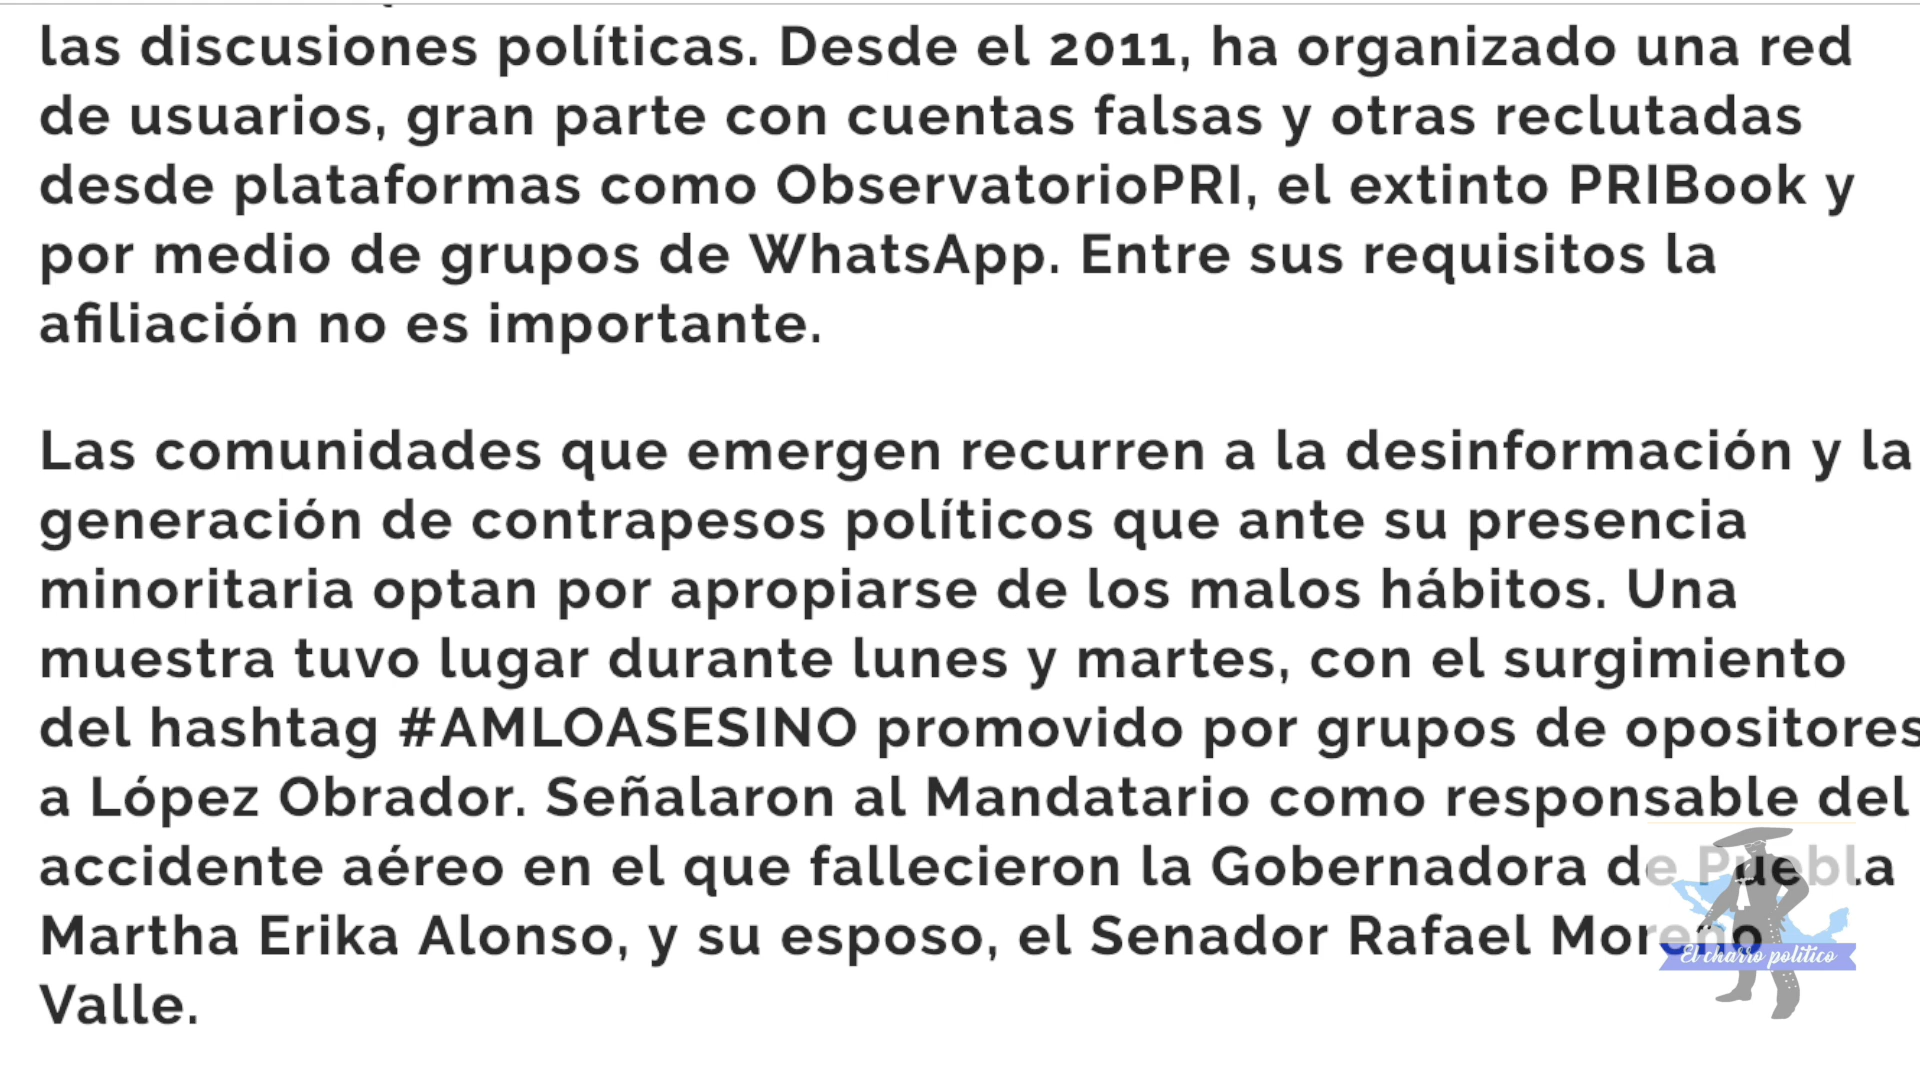 las discusiones políticas. Desde el 2011, ha organizado una red
de usuarios, gran parte con cuentas falsas y otras reclutadas
desde plataformas como ObservatorioPRI, el extinto PRIBook y
por medio de grupos de WhatsApp. Entre sus requisitos la
afiliación no es importante.
Las comunidades que emergen recurren a la desinformación y la
generación de contrapesos políticos que ante su presencia
minoritaria optan por apropiarse de los malos hábitos. Una
muestra tuvo lugar durante lunes y martes, con el surgimiento
del hashtag #AMLOASESINO promovido por grupos de opositores
a López Obrador. Señalaron al Mandatario como responsable del
accidente aéreo en el que fallecieron la Gobernadora de Puebla
Martha Erika Alonso, y su esposo, el Senador Rafael Moreno
El charro político
Valle.